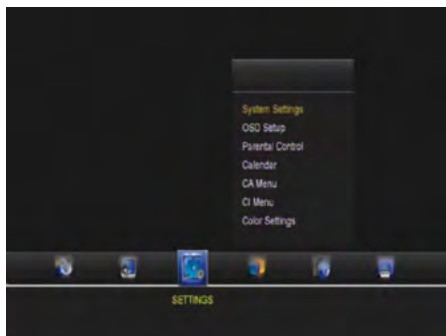 System Settings
OSD Setup
Parental Control
Calendar
CA Menu
CI Menu
Color Settings
SETTINGS